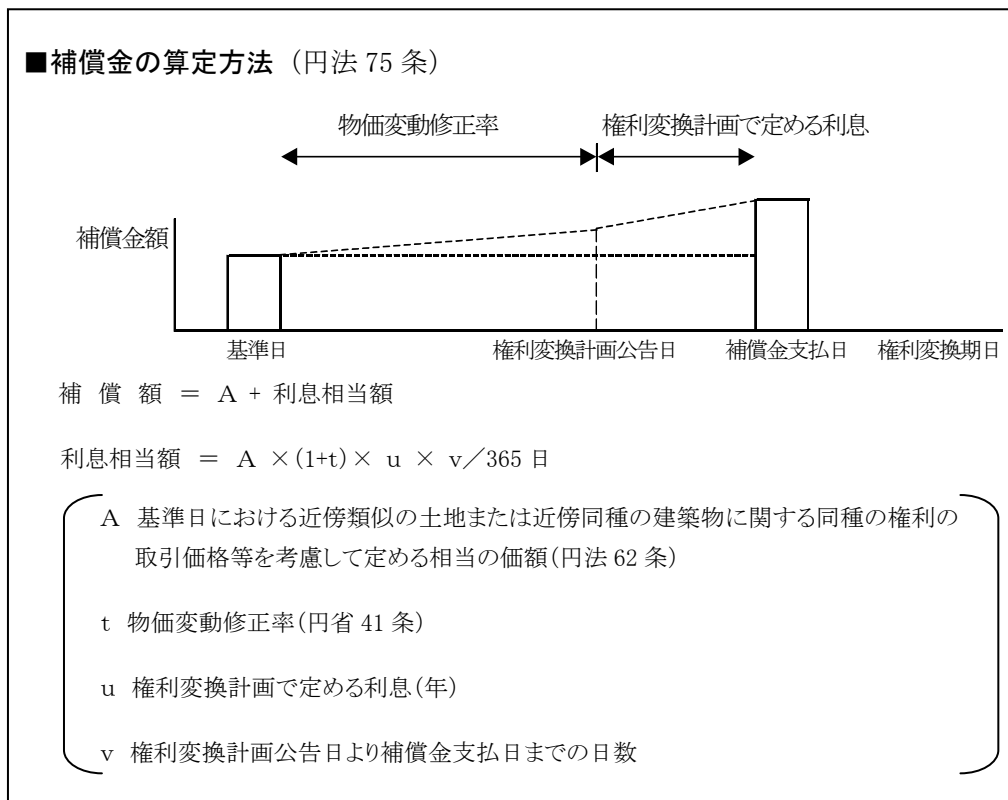 ■補償金の算定方法（円法 75 条）
物価変動修正率 権利変換計画で定める利息
補償金額
基準日 権利変換計画公告日 補償金支払日 権利変換期日
補 償 額 ＝ A + 利息相当額
利息相当額 ＝ A ×(1+t)× u × v／365 日
A 基準日における近傍類似の土地または近傍同種の建築物に関する同種の権利の
取引価格等を考慮して定める相当の価額(円法 62 条)
t 物価変動修正率(円省 41 条)
u 権利変換計画で定める利息(年)
v 権利変換計画公告日より補償金支払日までの日数